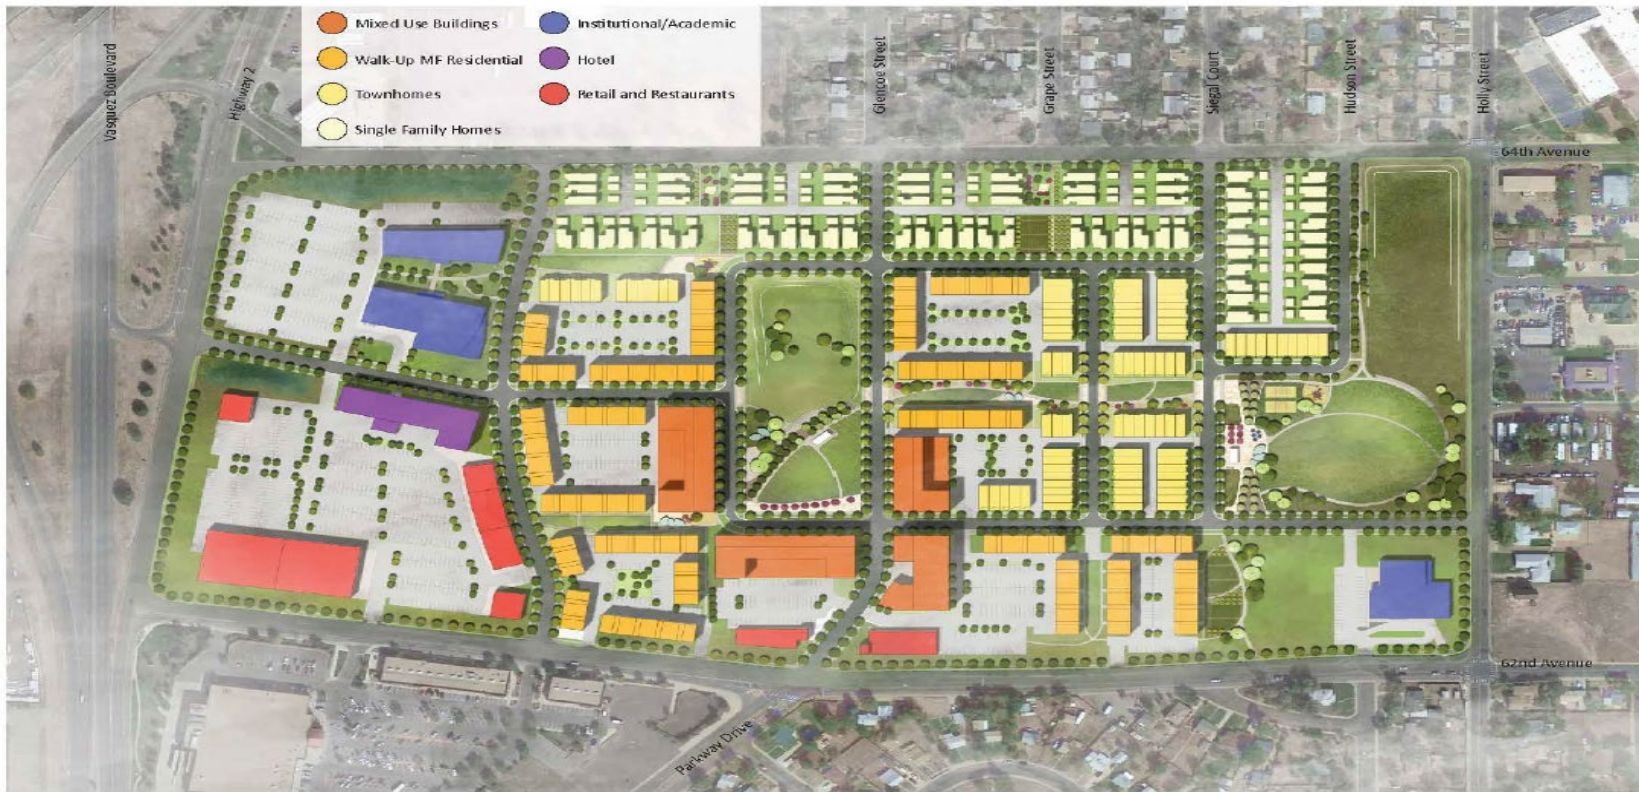 Mixed Use Buildings
Institutional/Academic
Walk-Up MF Residential
Hotel
Townhomes
Retail and Restaurants
Single Family Homes
Vasquez Boulevard
Highway 2
Glencoe Street
Grape Street
Siegal Court
Hudson Street
Holly Street
64th Avenue
62nd Avenue
Parkway Drive